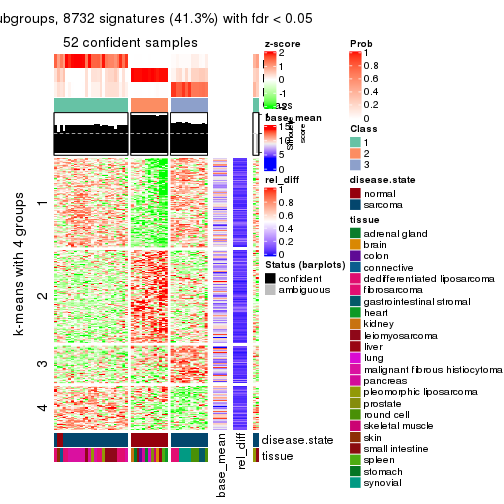 ubgroups, 8732 signatures (41.3%) with fdr < 0.05
52 confident samples
k-means with 4 groups
1
2
3
4
base_mean
rel_diff
disease.state
tissue
z-score
2
1
0
-1
-2
base_mean
15
10
5
0
score
rel_diff
1
0.8
0.6
0.4
0.2
0
Status (barplots)
confident
ambiguous
Prob
1
0.8
0.6
0.4
0.2
0
Class
1
2
3
disease.state
normal
sarcoma
tissue
adrenal gland
brain
colon
connective
dedifferentiated liposarcoma
fibrosarcoma
gastrointestinal stromal
heart
kidney
leiomyosarcoma
liver
lung
malignant fibrous histiocytoma
pancreas
pleomorphic liposarcoma
prostate
round cell
skeletal muscle
skin
small intestine
spleen
stomach
synovial